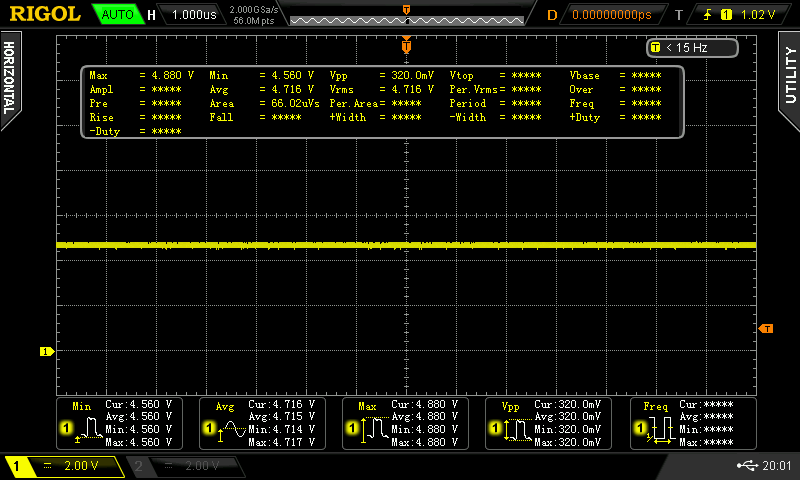 RIGOL AUTO H 1.000us 2.000GSa/s 56.0M pts D 0.00000000ps T 1 1.02 V
T
HORIZONTAL
UTILITY
T < 15 Hz
Max = 4.880 V Min = 4.560 V Vpp = 320.0mV Vtop = ***** Vbase = *****
Ampl = ***** Avg = 4.716 V Vrms = 4.716 V Per.Vrms= ***** Over = *****
Pre = ***** Area = 66.02uVs Per.Area= ***** Period = ***** Freq = *****
Rise = ***** Fall = ***** +Width = ***** -Width = ***** +Duty = *****
-Duty = *****
T
1
Min Cur:4.560 V Avg Cur:4.716 V Max Cur:4.880 V Vpp Cur:320.0mV Freq Cur:*****
1 Avg:4.560 V 1 Avg:4.715 V 1 Avg:4.880 V 1 Avg:320.0mV 1 Avg:*****
Min:4.560 V Min:4.714 V Min:4.880 V Min:320.0mV Min:*****
Max:4.560 V Max:4.717 V Max:4.880 V Max:320.0mV Max:*****
1 2.00 V 2 2.00 V 20:01